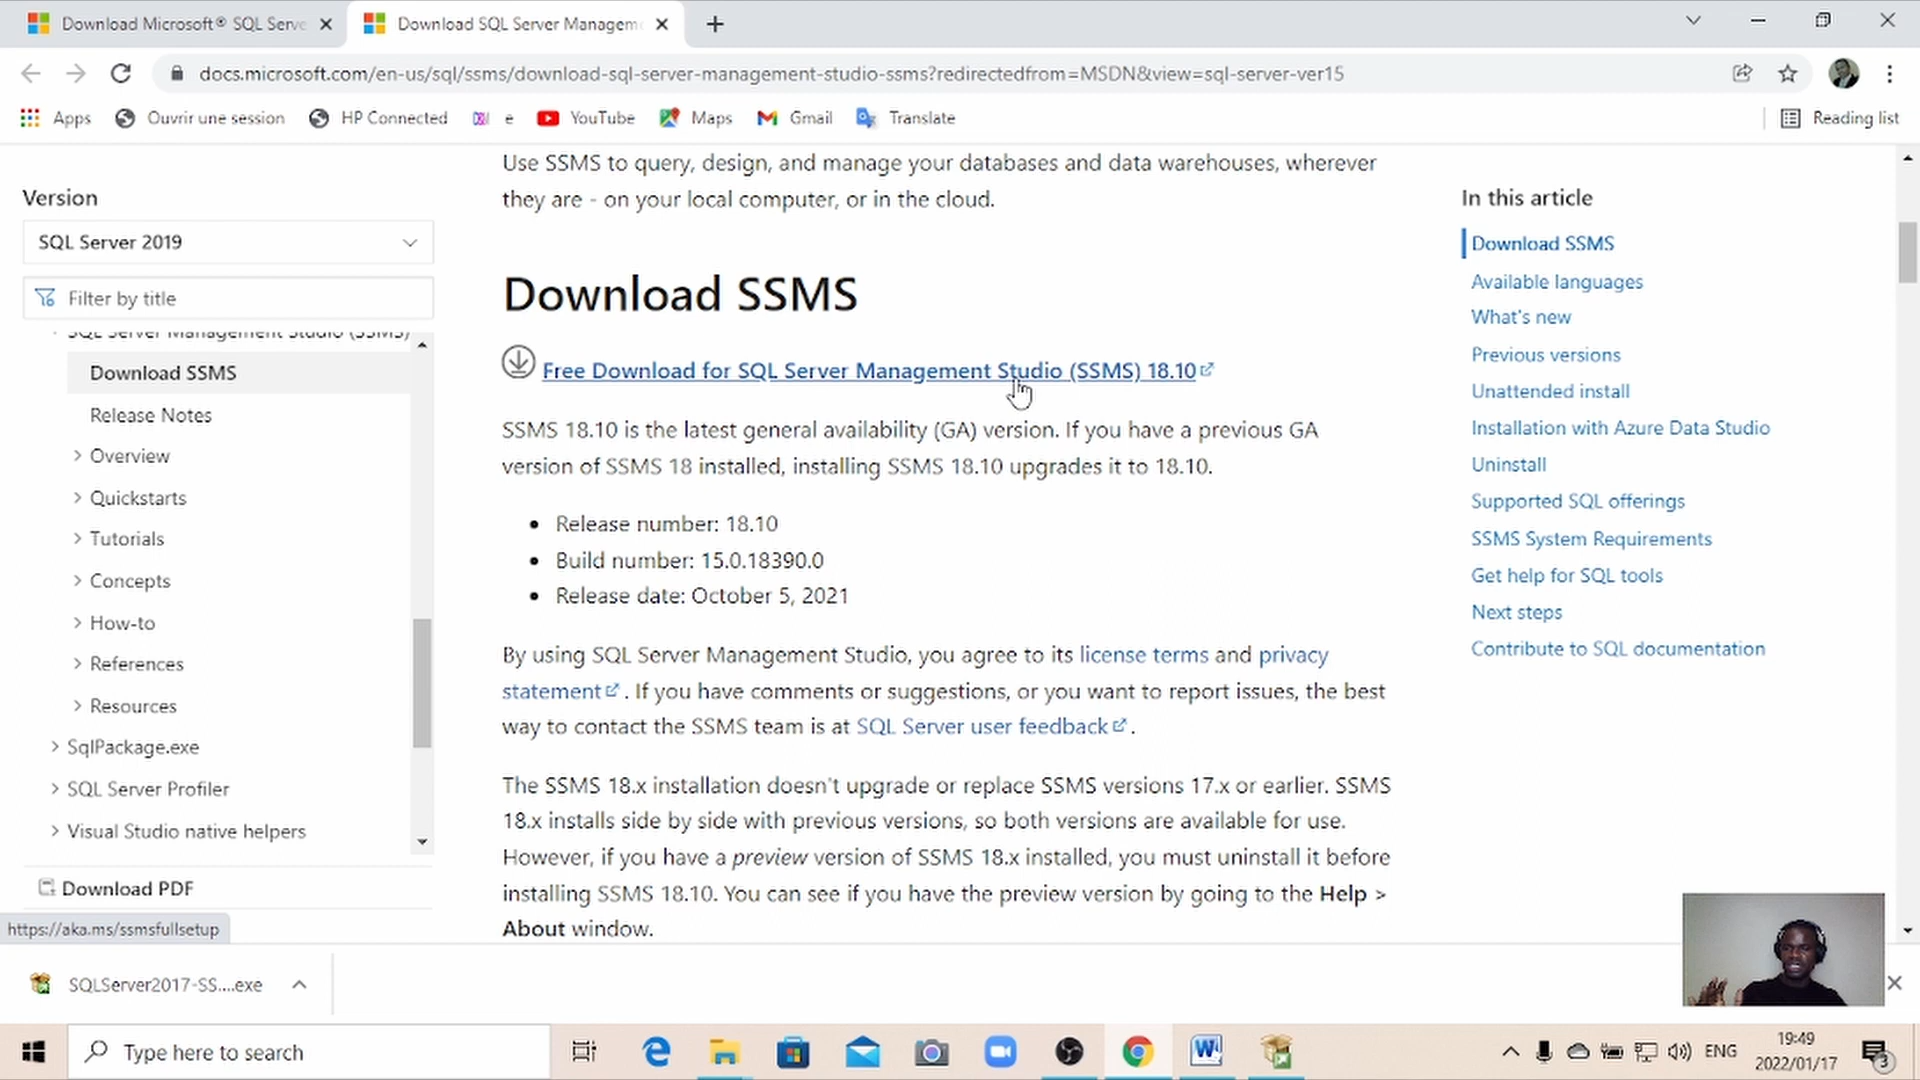 Download Microsoft® SQL Serve
Download SQL Server Managem
docs.microsoft.com/en-us/sql/ssms/download-sql-server-management-studio-ssms?redirectedfrom=MSDN&view=sql-server-ver15
Apps
Ouvrir une session
HP Connected
e
YouTube
Maps
Gmail
Translate
Reading list
Version
SQL Server 2019
Filter by title
SQL Server Management Studio (SSMS)
Download SSMS
Release Notes
Overview
Quickstarts
Tutorials
Concepts
How-to
References
Resources
SqlPackage.exe
SQL Server Profiler
Visual Studio native helpers
Download PDF
https://aka.ms/ssmsfullsetup
Use SSMS to query, design, and manage your databases and data warehouses, wherever
they are - on your local computer, or in the cloud.
Download SSMS
Free Download for SQL Server Management Studio (SSMS) 18.10
SSMS 18.10 is the latest general availability (GA) version. If you have a previous GA
version of SSMS 18 installed, installing SSMS 18.10 upgrades it to 18.10.
• Release number: 18.10
• Build number: 15.0.18390.0
• Release date: October 5, 2021
By using SQL Server Management Studio, you agree to its license terms and privacy
statement. If you have comments or suggestions, or you want to report issues, the best
way to contact the SSMS team is at SQL Server user feedback.
The SSMS 18.x installation doesn't upgrade or replace SSMS versions 17.x or earlier. SSMS
18.x installs side by side with previous versions, so both versions are available for use.
However, if you have a preview version of SSMS 18.x installed, you must uninstall it before
installing SSMS 18.10. You can see if you have the preview version by going to the Help >
About window.
In this article
Download SSMS
Available languages
What's new
Previous versions
Unattended install
Installation with Azure Data Studio
Uninstall
Supported SQL offerings
SSMS System Requirements
Get help for SQL tools
Next steps
Contribute to SQL documentation
SQLServer2017-SS....exe
Type here to search
ENG
19:49
2022/01/17
3